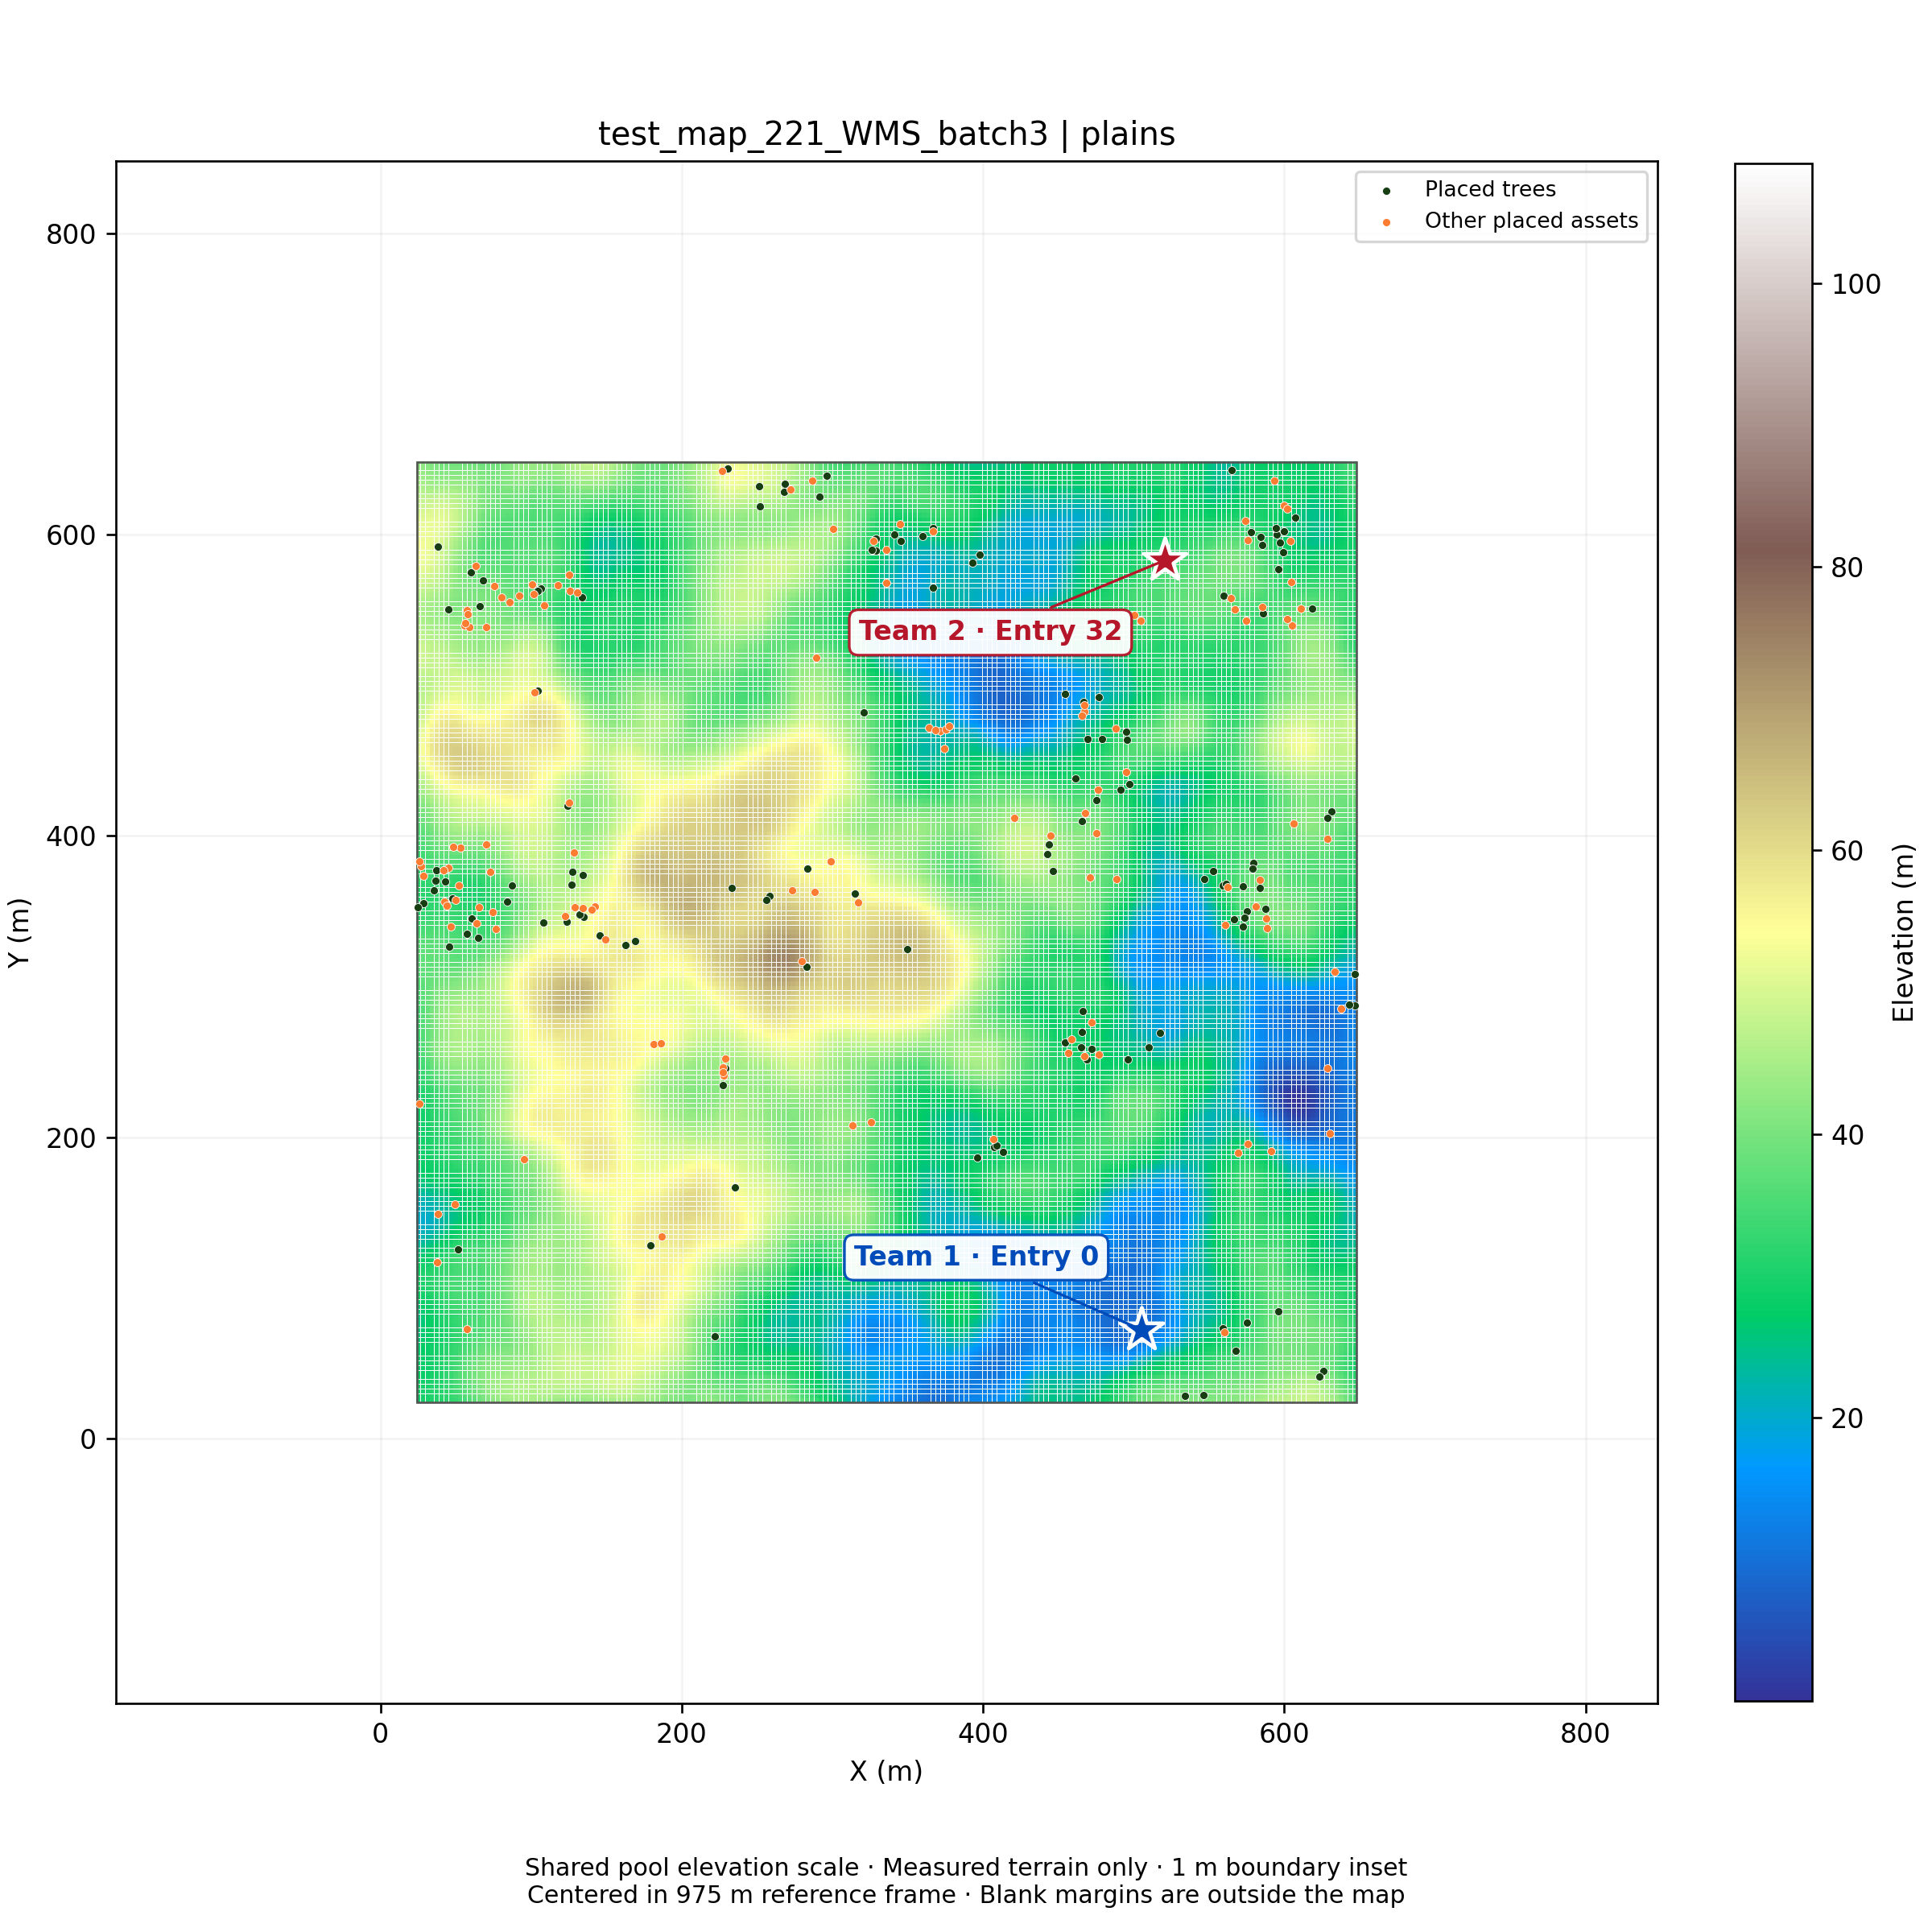 test_map_221_WMS_batch3 | plains
Placed trees
Other placed assets
Team 2 · Entry 32
Team 1 · Entry 0
800
600
400
200
0
Y (m)
0
200
400
600
800
X (m)
100
80
60
40
20
Elevation (m)
Shared pool elevation scale · Measured terrain only · 1 m boundary inset
Centered in 975 m reference frame · Blank margins are outside the map